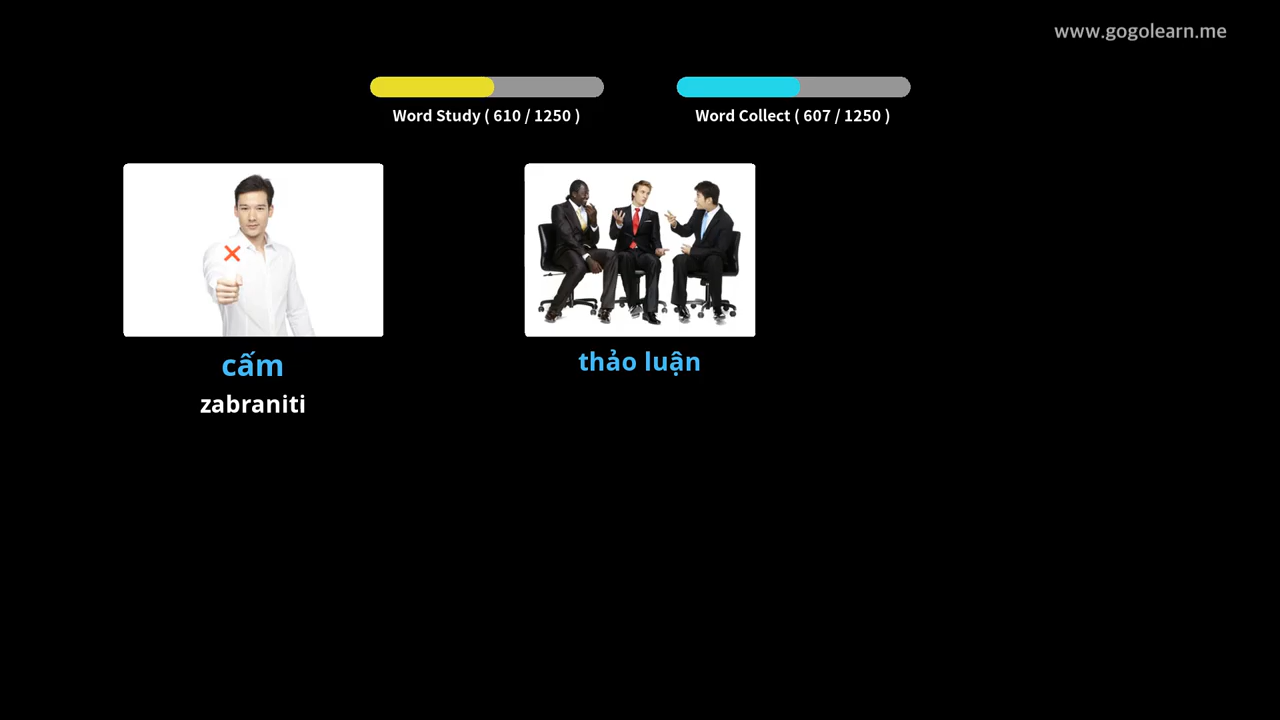 www.gogolearn.me
Word Study ( 610 / 1250 )
Word Collect ( 607 / 1250 )
cấm
zabraniti
thảo luận